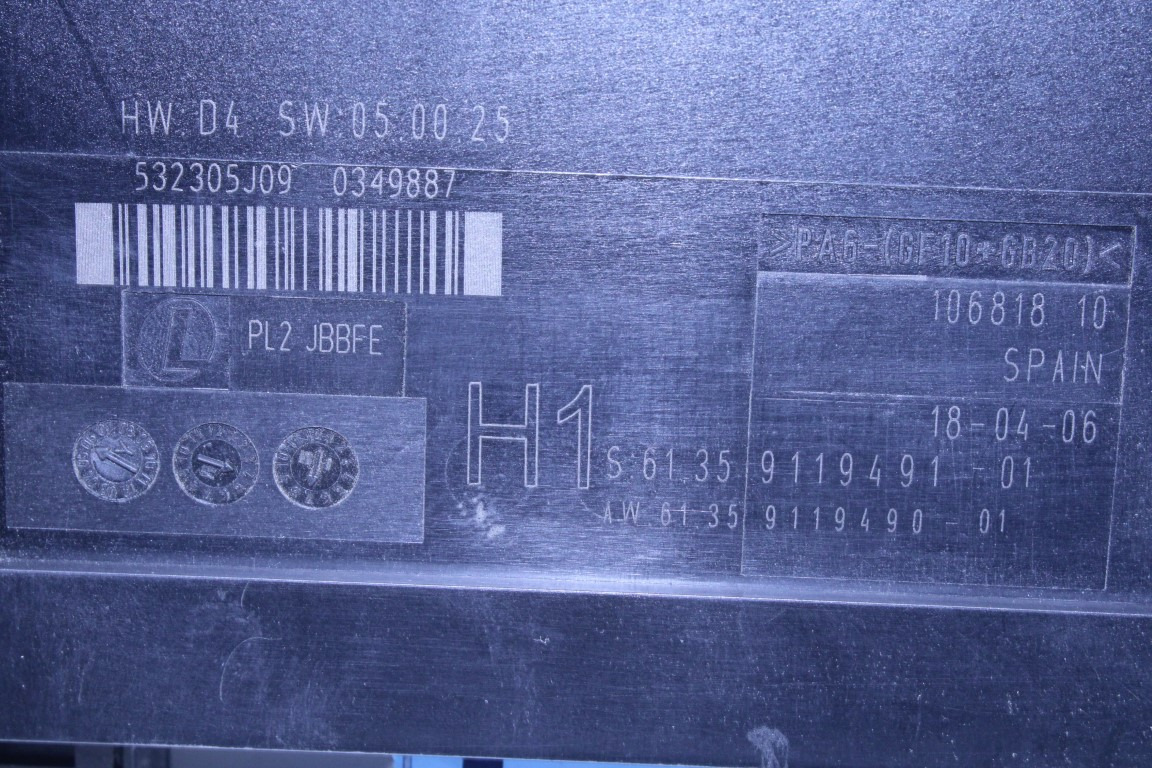 HW:D4 SW:05.00.25
532305J09 0349887
>PA6-(GF10+GB20)<
106818 10
SPAIN
L PL2 JBBFE
18-04-06
H1
S:61.35 9119491-01
AW:61.35 9119490-01